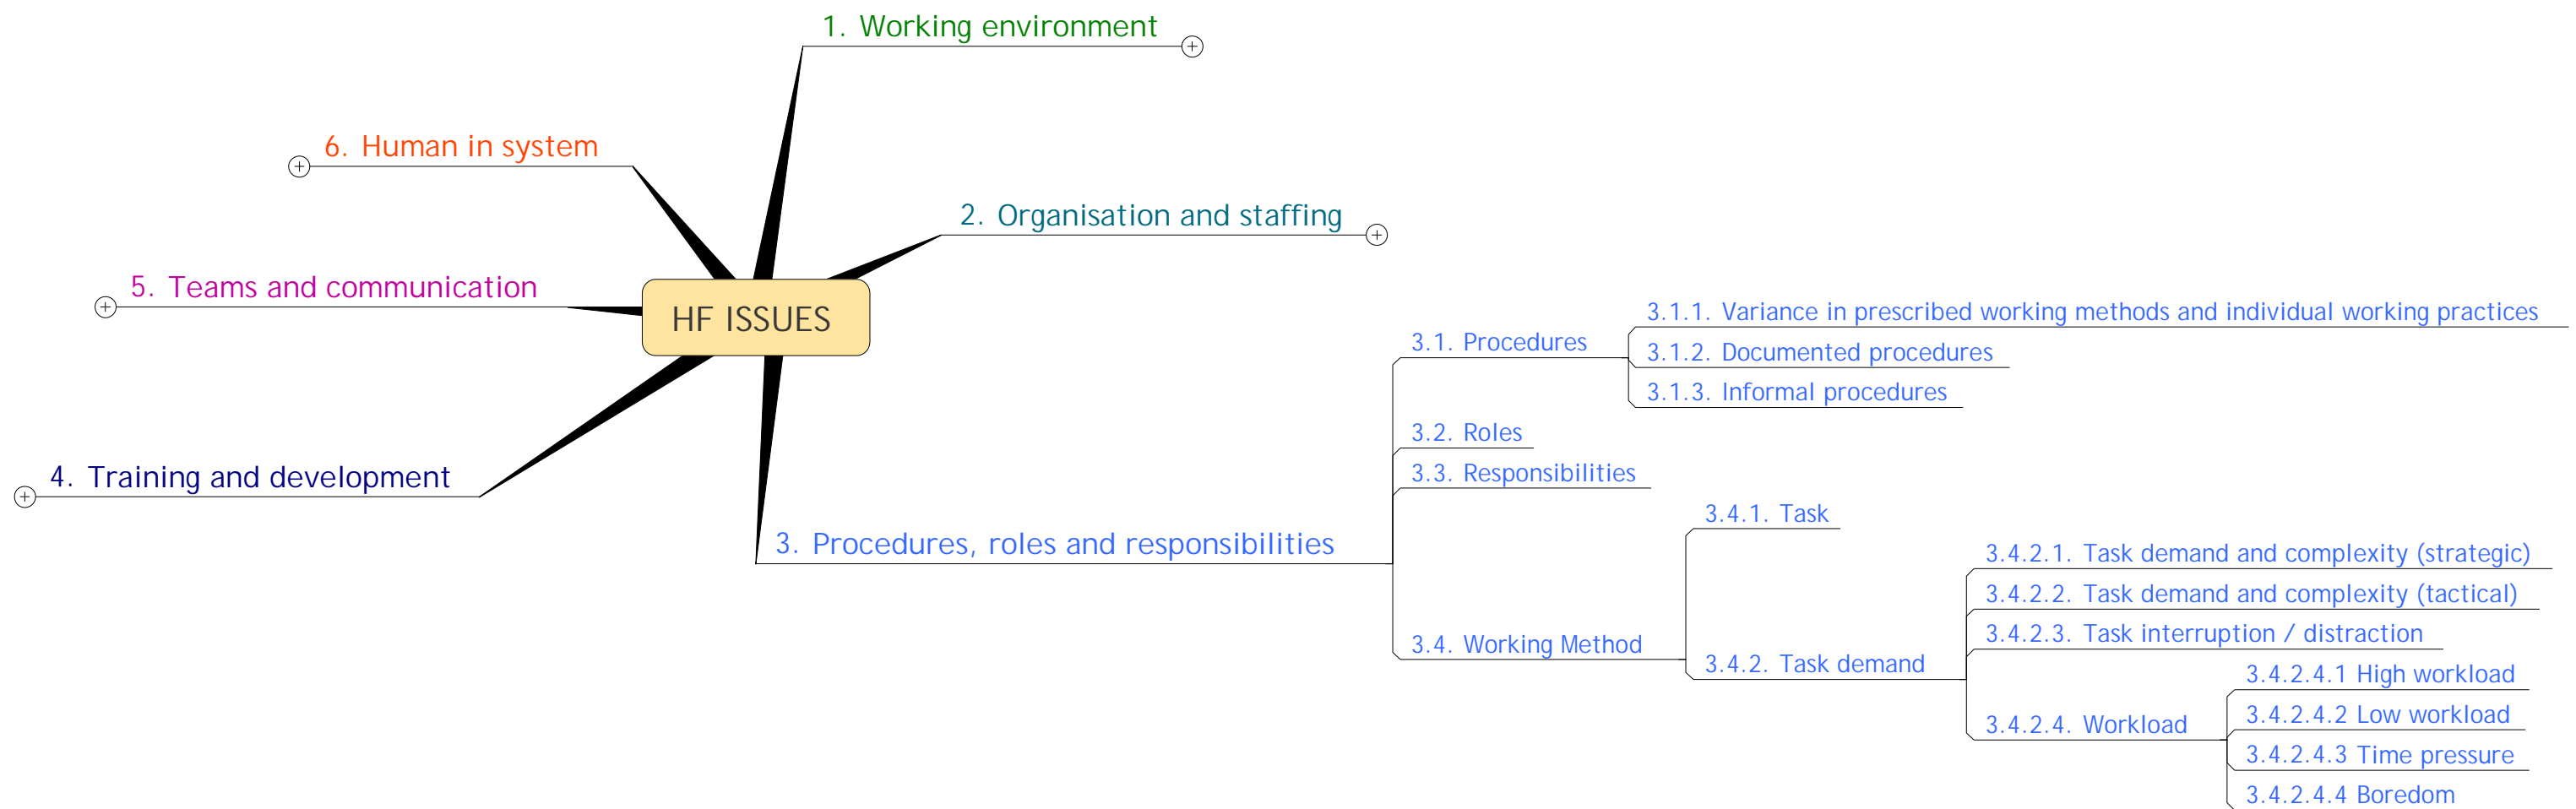 HF ISSUES
1. Working environment
2. Organisation and staffing
3. Procedures, roles and responsibilities
3.1. Procedures
3.1.1. Variance in prescribed working methods and individual working practices
3.1.2. Documented procedures
3.1.3. Informal procedures
3.2. Roles
3.3. Responsibilities
3.4. Working Method
3.4.1. Task
3.4.2. Task demand
3.4.2.1. Task demand and complexity (strategic)
3.4.2.2. Task demand and complexity (tactical)
3.4.2.3. Task interruption / distraction
3.4.2.4. Workload
3.4.2.4.1 High workload
3.4.2.4.2 Low workload
3.4.2.4.3 Time pressure
3.4.2.4.4 Boredom
4. Training and development
5. Teams and communication
6. Human in system